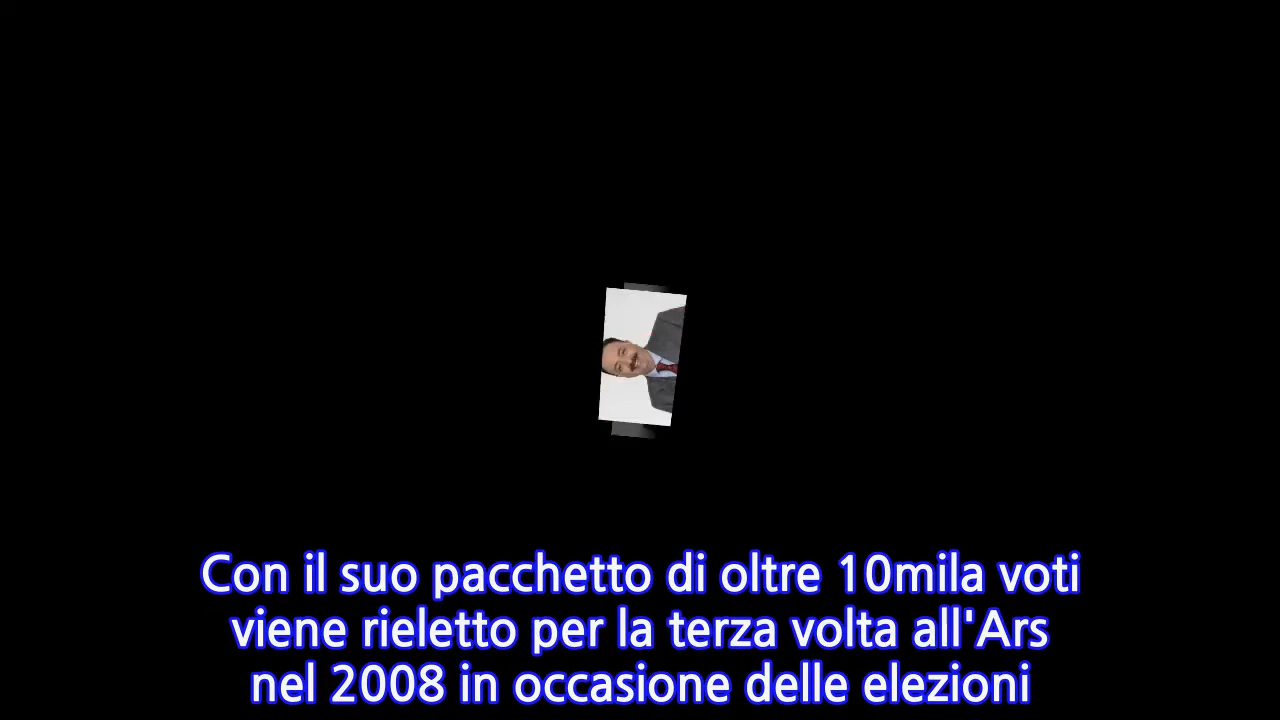 Con il suo pacchetto di oltre 10mila voti
viene rieletto per la terza volta all'Ars
nel 2008 in occasione delle elezioni